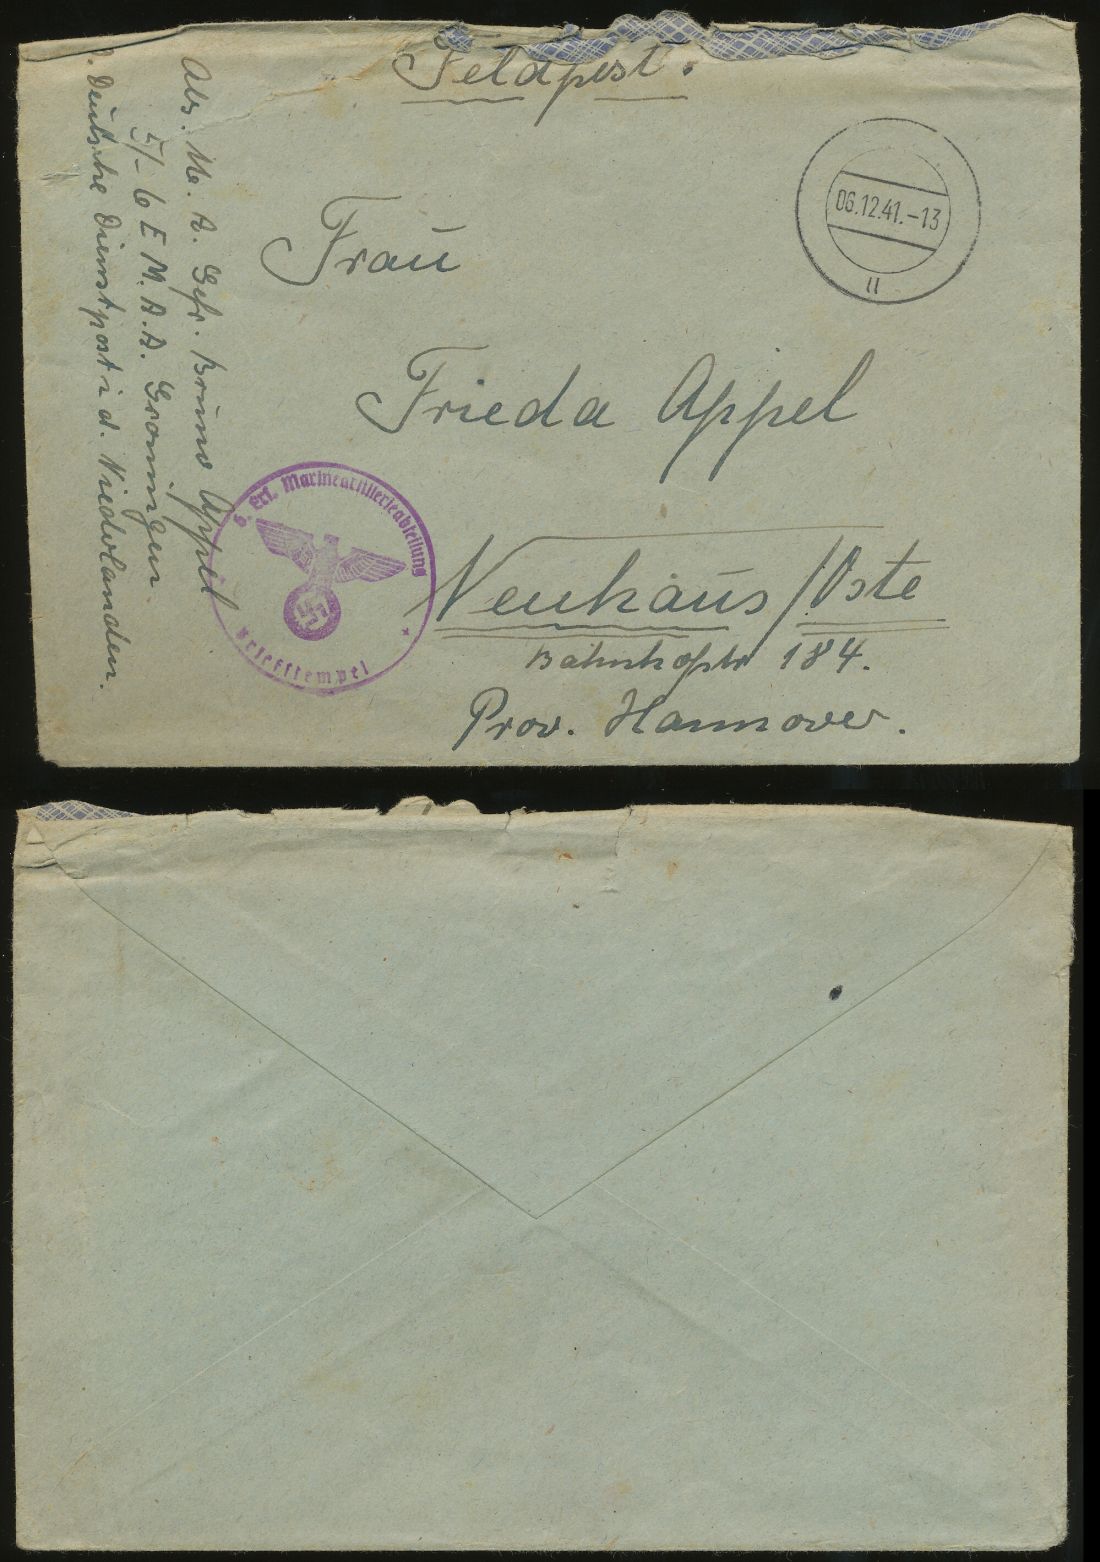 Feldpost.
06.12.41.-13
u
Frau
Frieda Appel
Neuhaus/Oste
Bahnhofstr 184.
Prov. Hannover.
Abs. M. A. Gefr. Bruno Appel
5/- 6 E M.A.A. Groningen
Deutsche Dienstpost i. d. Niederlanden.
6. Ers. Marineartillerieabteilung
Briefstempel